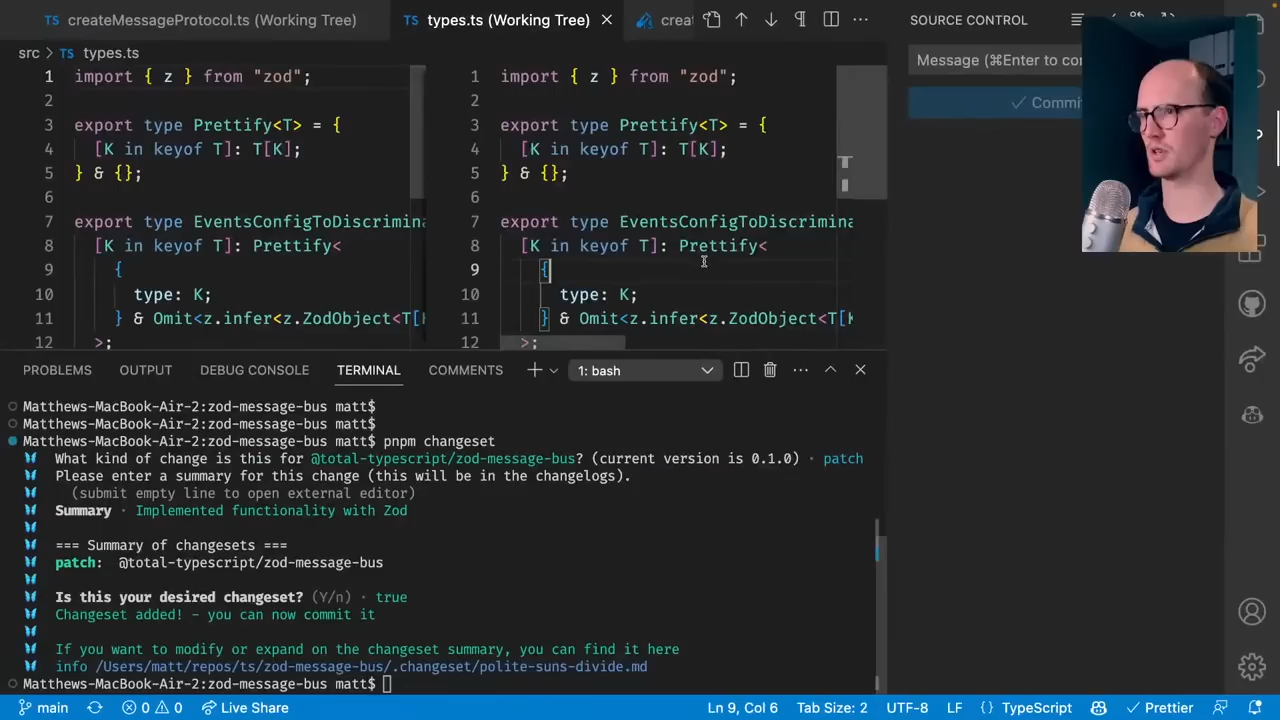 TS createMessageProtocol.ts (Working Tree)
TS types.ts (Working Tree)
creat
SOURCE CONTROL
src > TS types.ts
Message (⌘Enter to con
Commi
1 import { z } from "zod";
2
3 export type Prettify<T> = {
4 [K in keyof T]: T[K];
5 } & {};
6
7 export type EventsConfigToDiscrimina
8 [K in keyof T]: Prettify<
9 {
10 type: K;
11 } & Omit<z.infer<z.ZodObject<T[K
12 >;
1 import { z } from "zod";
2
3 export type Prettify<T> = {
4 [K in keyof T]: T[K];
5 } & {};
6
7 export type EventsConfigToDiscrimina
8 [K in keyof T]: Prettify<
9 {
10 type: K;
11 } & Omit<z.infer<z.ZodObject<T[K
12 >;
PROBLEMS OUTPUT DEBUG CONSOLE TERMINAL COMMENTS 1: bash
Matthews-MacBook-Air-2:zod-message-bus matt$
Matthews-MacBook-Air-2:zod-message-bus matt$
Matthews-MacBook-Air-2:zod-message-bus matt$ pnpm changeset
What kind of change is this for @total-typescript/zod-message-bus? (current version is 0.1.0) · patch
Please enter a summary for this change (this will be in the changelogs).
(submit empty line to open external editor)
Summary · Implemented functionality with Zod
=== Summary of changesets ===
patch: @total-typescript/zod-message-bus
Is this your desired changeset? (Y/n) · true
Changeset added! - you can now commit it
If you want to modify or expand on the changeset summary, you can find it here
info /Users/matt/repos/ts/zod-message-bus/.changeset/polite-suns-divide.md
Matthews-MacBook-Air-2:zod-message-bus matt$
main 0 0 Live Share Ln 9, Col 6 Tab Size: 2 UTF-8 LF {} TypeScript Prettier